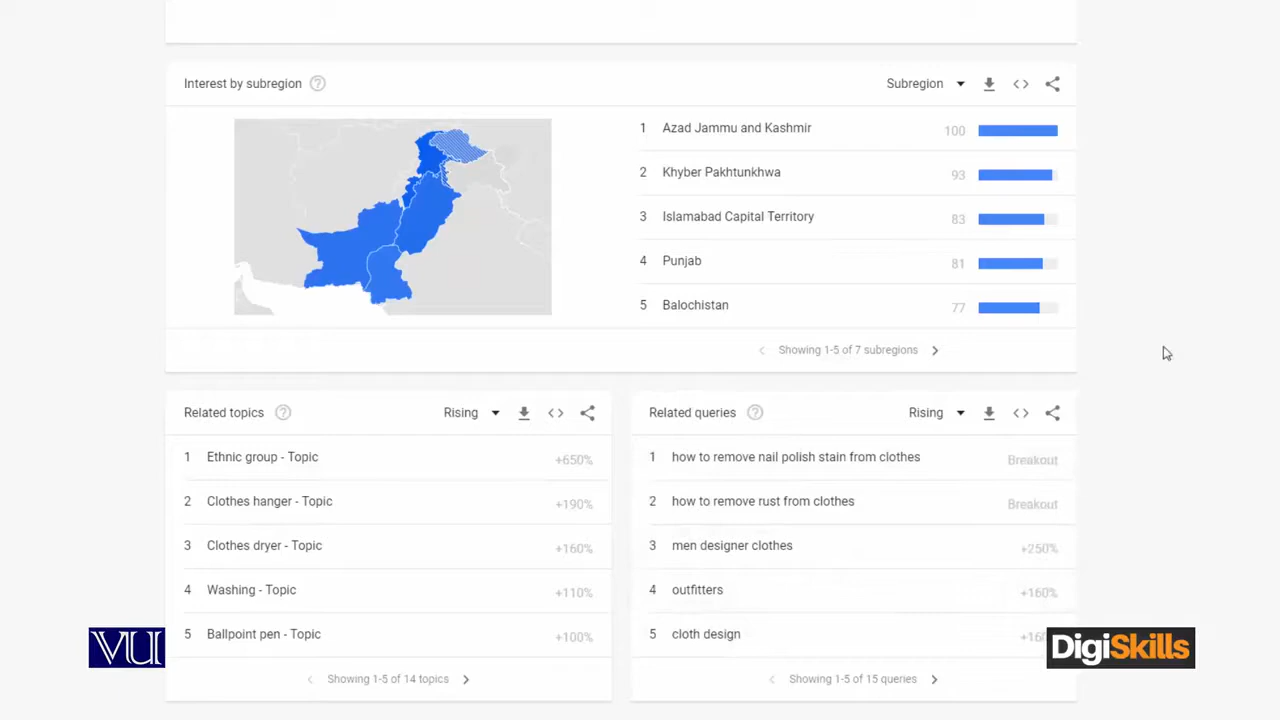 Interest by subregion
Subregion
1 Azad Jammu and Kashmir 100
2 Khyber Pakhtunkhwa 93
3 Islamabad Capital Territory 83
4 Punjab 81
5 Balochistan 77
Showing 1-5 of 7 subregions
Related topics
Rising
1 Ethnic group - Topic +650%
2 Clothes hanger - Topic +190%
3 Clothes dryer - Topic +160%
4 Washing - Topic +110%
5 Ballpoint pen - Topic +100%
Showing 1-5 of 14 topics
Related queries
Rising
1 how to remove nail polish stain from clothes Breakout
2 how to remove rust from clothes Breakout
3 men designer clothes +250%
4 outfitters +160%
5 cloth design
Showing 1-5 of 15 queries
VU
DigiSkills